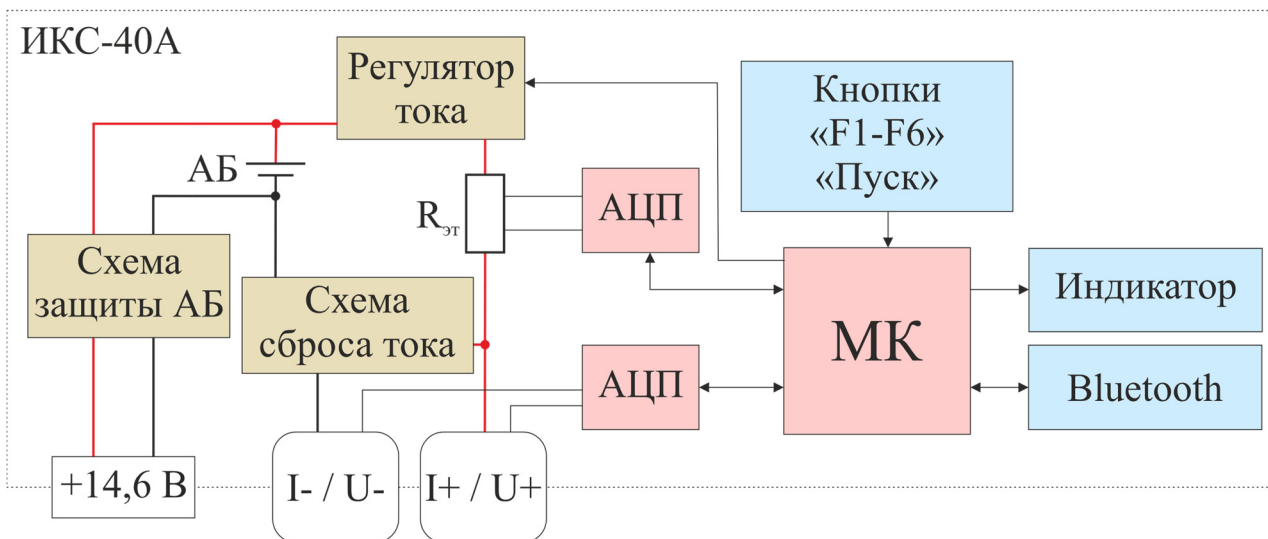 ИКС-40А
Регулятор
тока
Кнопки
«F1-F6»
«Пуск»
АБ
Rэт
АЦП
Схема
защиты АБ
Схема
сброса тока
МК
Индикатор
АЦП
Bluetooth
+14,6 В
I- / U-
I+ / U+